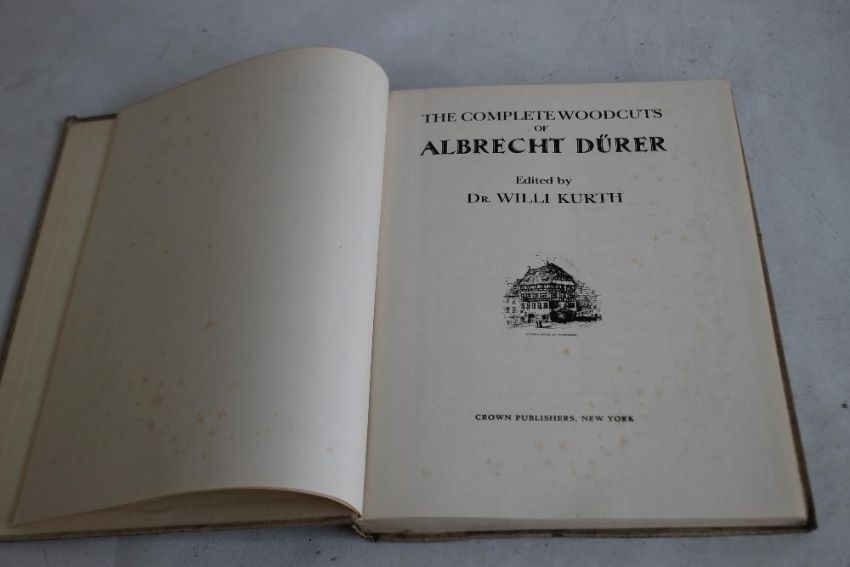 THE COMPLETE WOODCUTS
OF
ALBRECHT DÜRER
Edited by
DR. WILLI KURTH
CROWN PUBLISHERS, NEW YORK